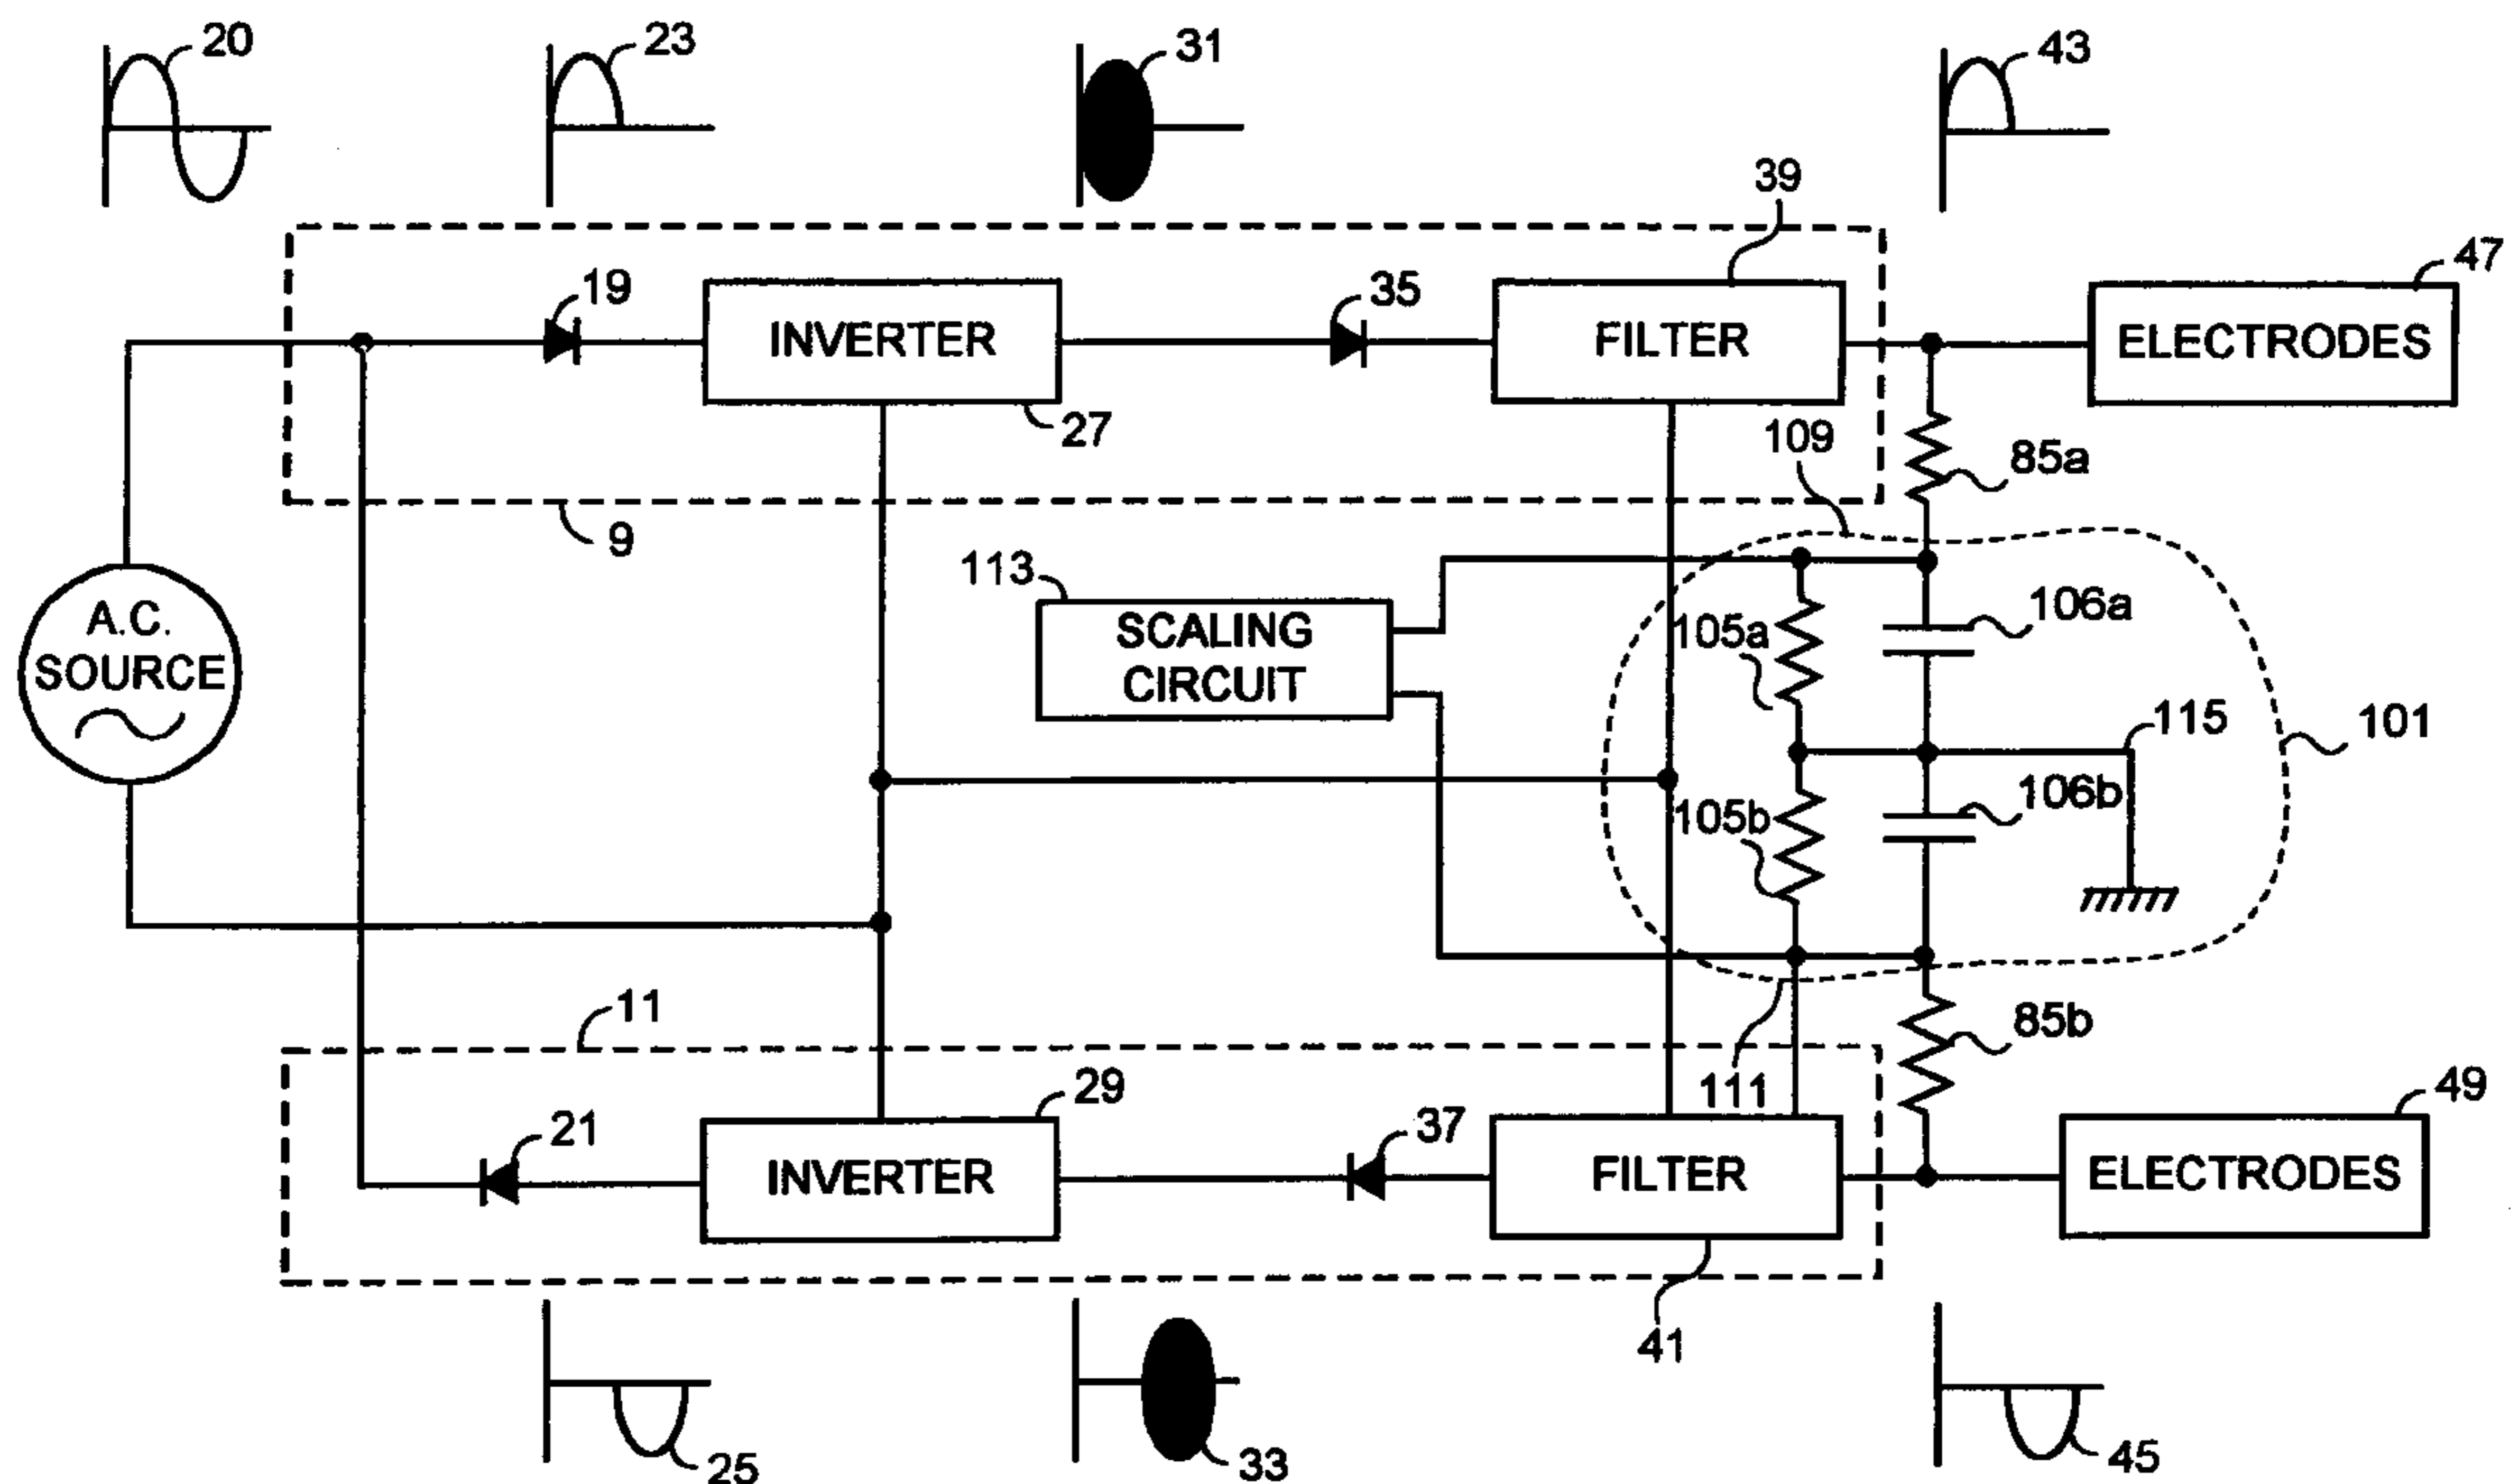 20
23
31
43
39
47
19
INVERTER
35
FILTER
ELECTRODES
27
109
85a
9
113
A.C.
SOURCE
SCALING
CIRCUIT
105a
106a
115
101
105b
106b
11
111
85b
29
49
21
INVERTER
37
FILTER
ELECTRODES
41
25
33
45